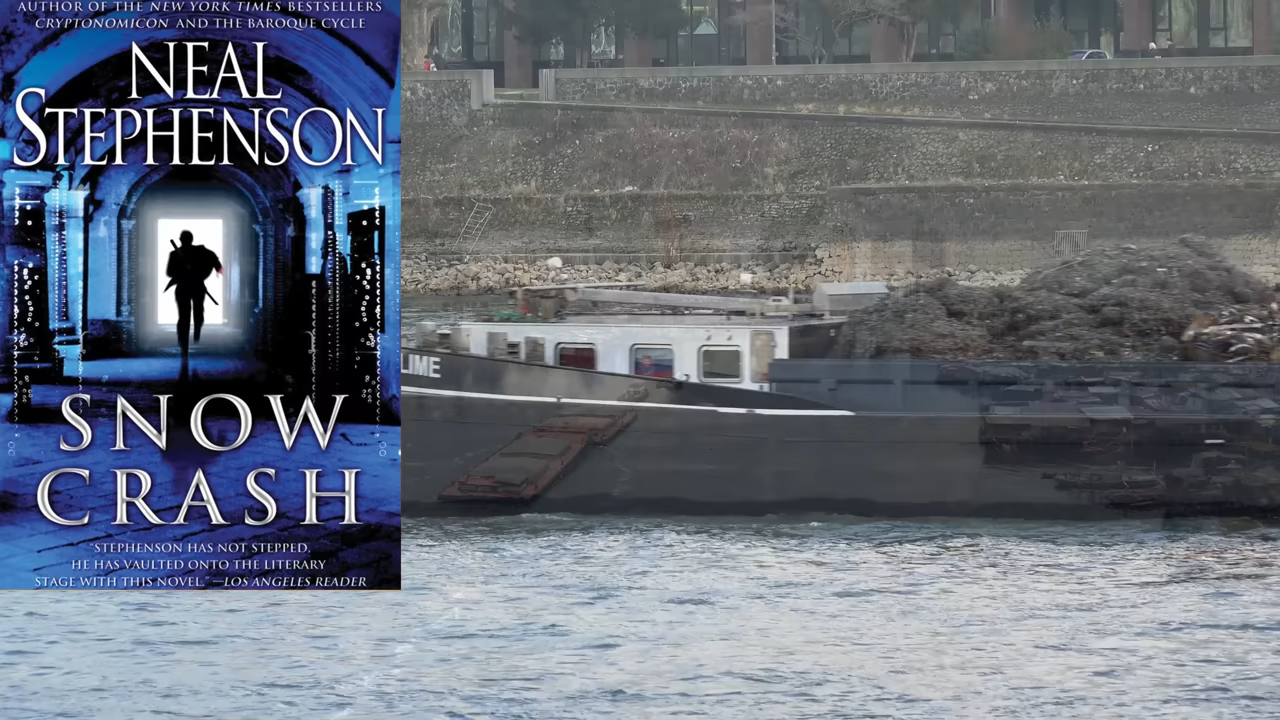 AUTHOR OF THE NEW YORK TIMES BESTSELLERS
CRYPTONOMICON AND THE BAROQUE CYCLE
NEAL
STEPHENSON
SNOW
CRASH
"STEPHENSON HAS NOT STEPPED,
HE HAS VAULTED ONTO THE LITERARY
STAGE WITH THIS NOVEL." —LOS ANGELES READER
LIME